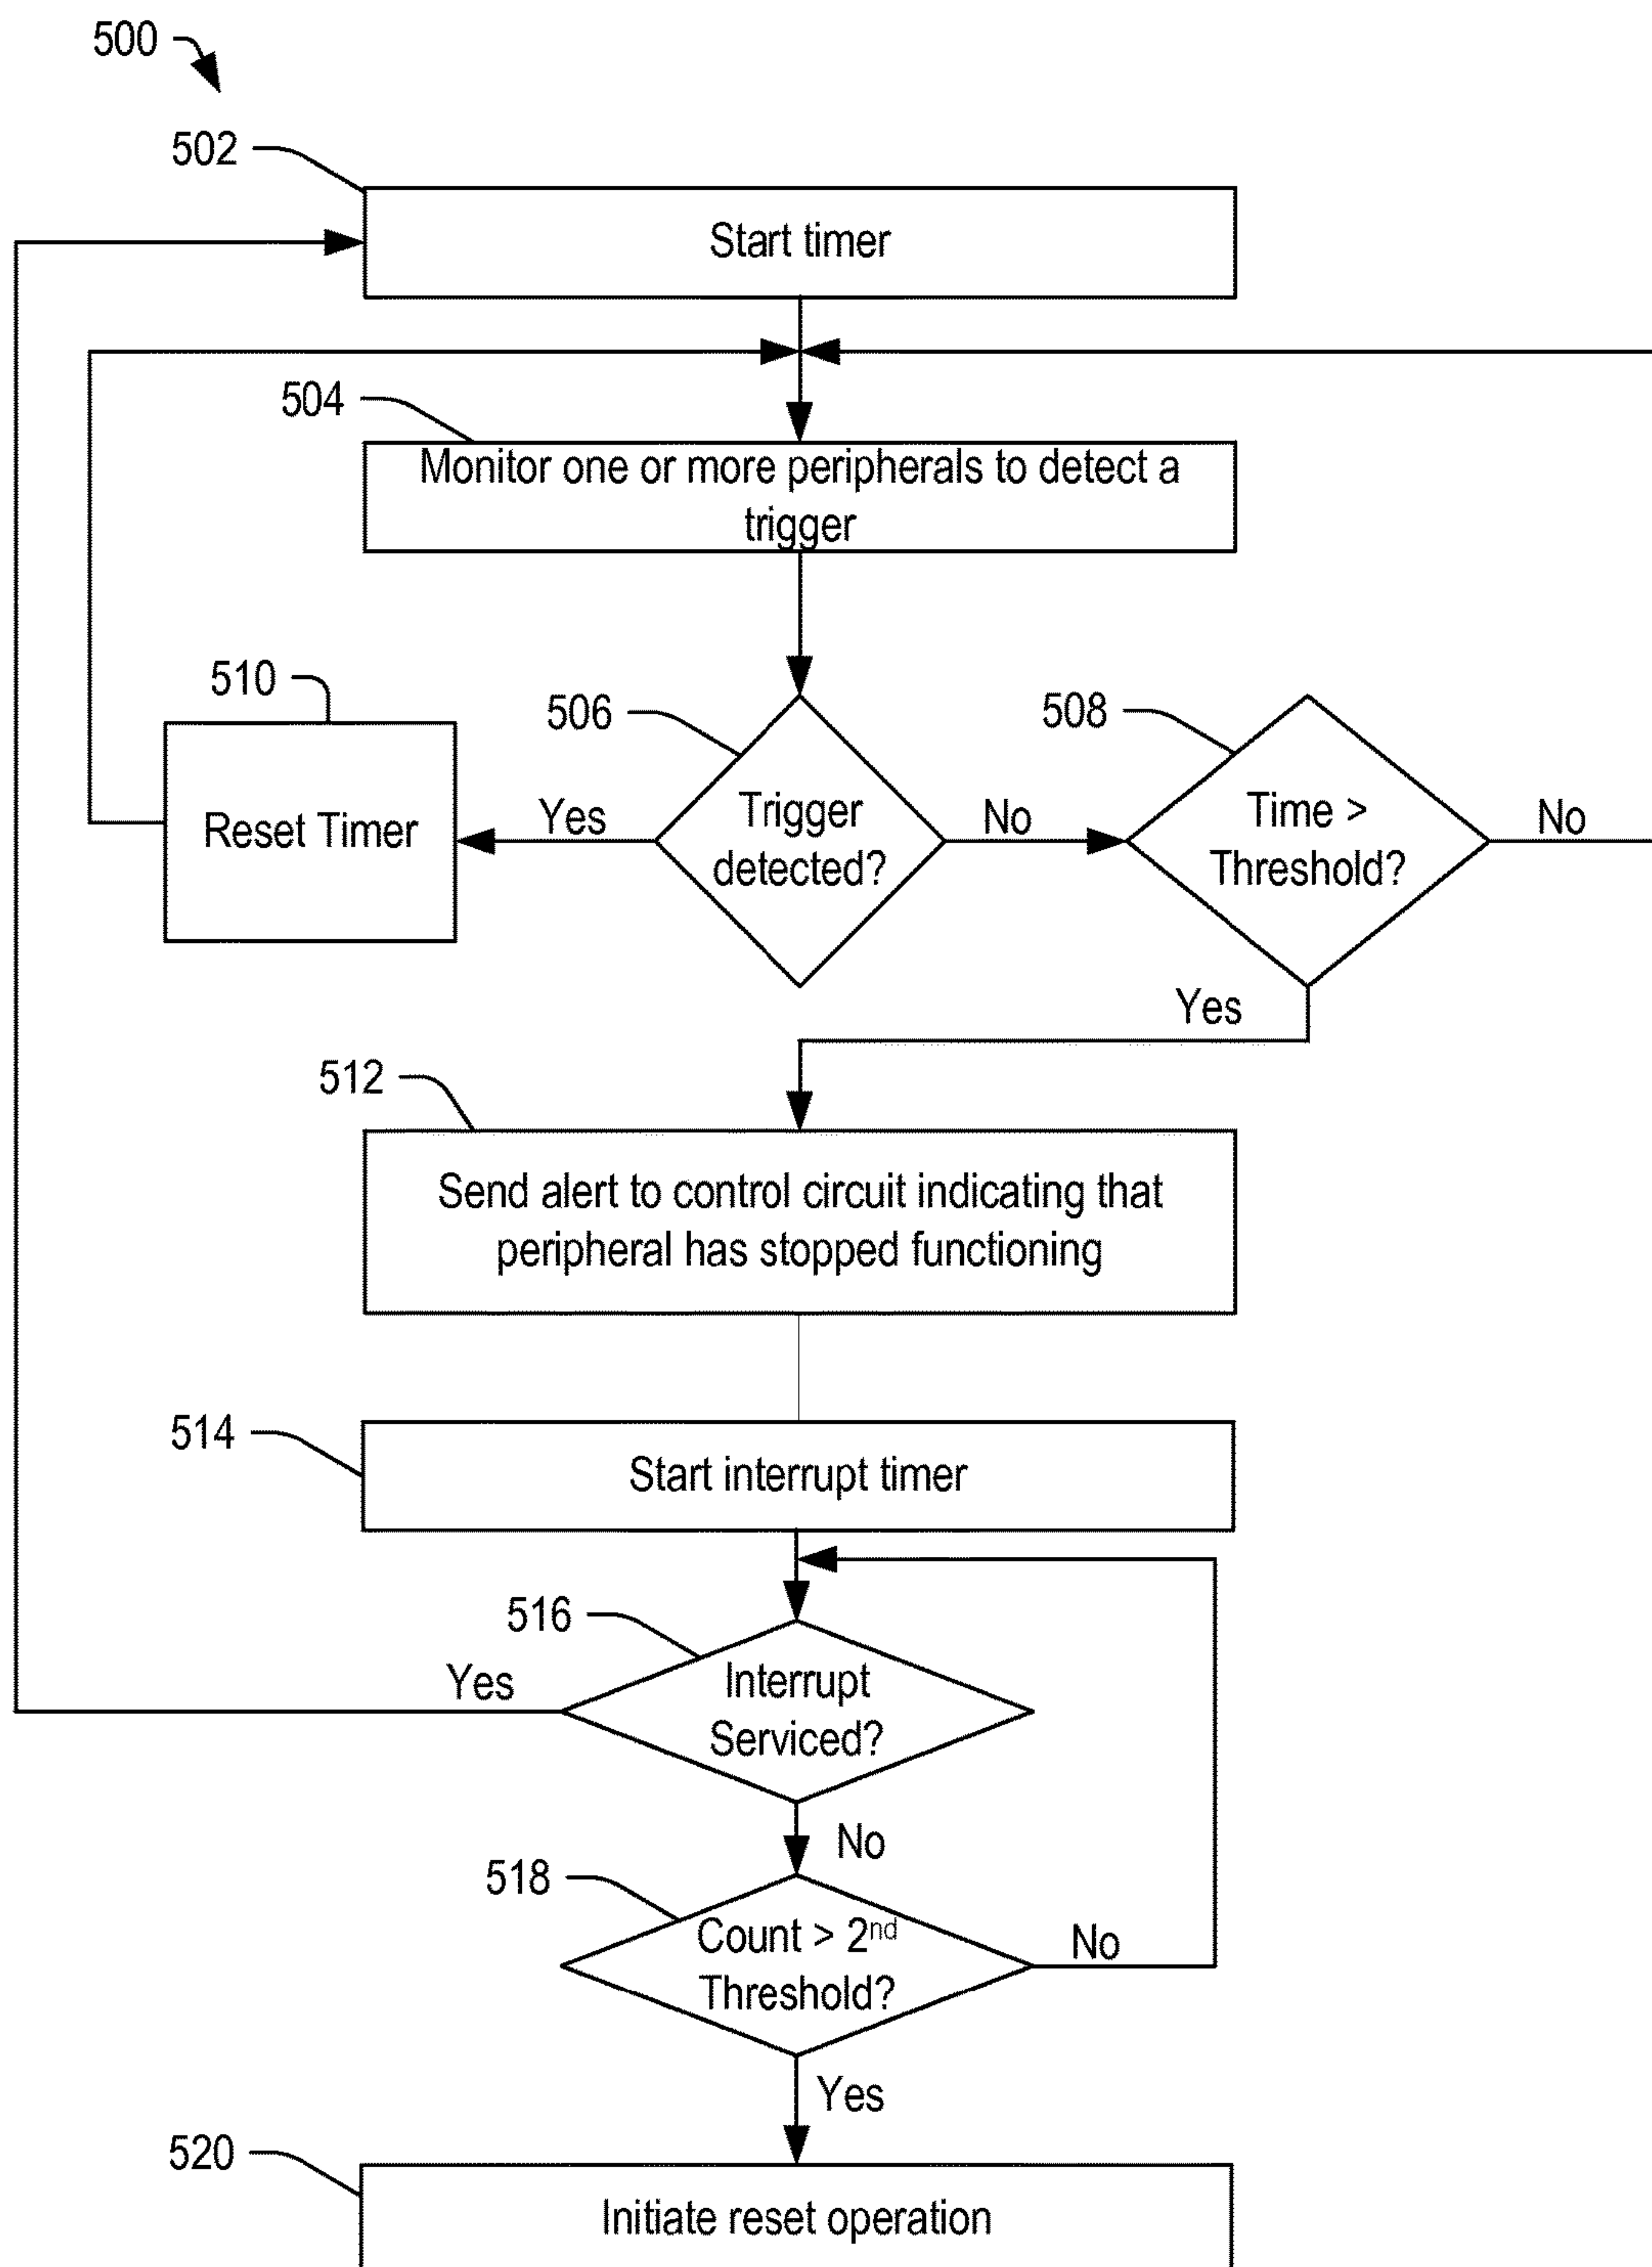 500
502
Start timer
504
Monitor one or more peripherals to detect a
trigger
510
506
508
Reset Timer
Yes
Trigger
detected?
No
Time >
Threshold?
No
Yes
512
Send alert to control circuit indicating that
peripheral has stopped functioning
514
Start interrupt timer
516
Yes
Interrupt
Serviced?
No
518
Count > 2nd
Threshold?
No
Yes
520
Initiate reset operation